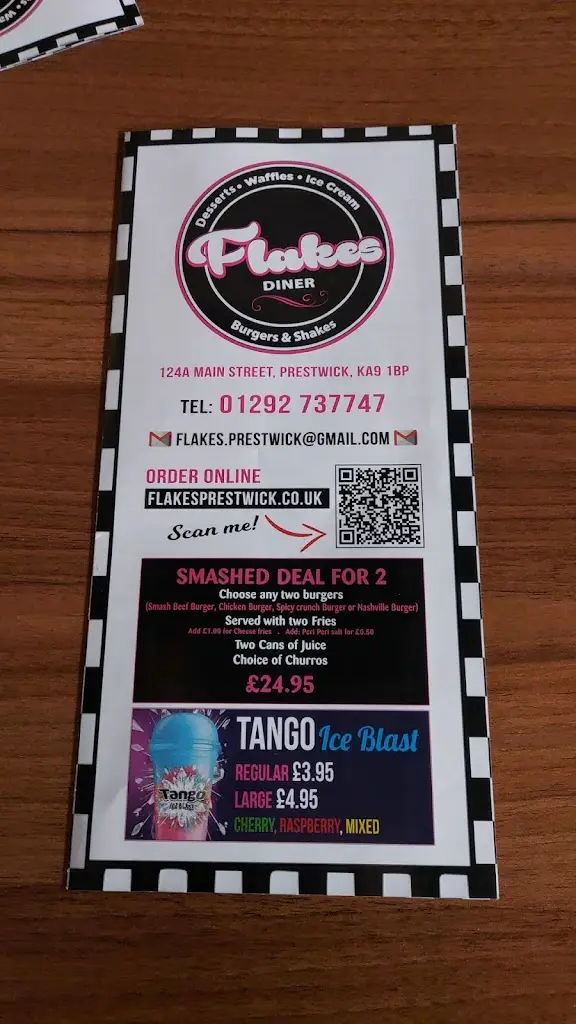 Desserts • Waffles • Ice Cream
Flakes
DINER
Burgers & Shakes
124A MAIN STREET, PRESTWICK, KA9 1BP
TEL: 01292 737747
FLAKES.PRESTWICK@GMAIL.COM
ORDER ONLINE
FLAKESPRESTWICK.CO.UK
Scan me!
SMASHED DEAL FOR 2
Choose any two burgers
(Smash Beef Burger, Chicken Burger, Spicy crunch Burger or Nashville Burger)
Served with two Fries
Add £1.00 for Cheese fries . Add: Peri Peri salt for £0.50
Two Cans of Juice
Choice of Churros
£24.95
TANGO Ice Blast
Tango
ICE BLAST
REGULAR £3.95
LARGE £4.95
CHERRY, RASPBERRY, MIXED